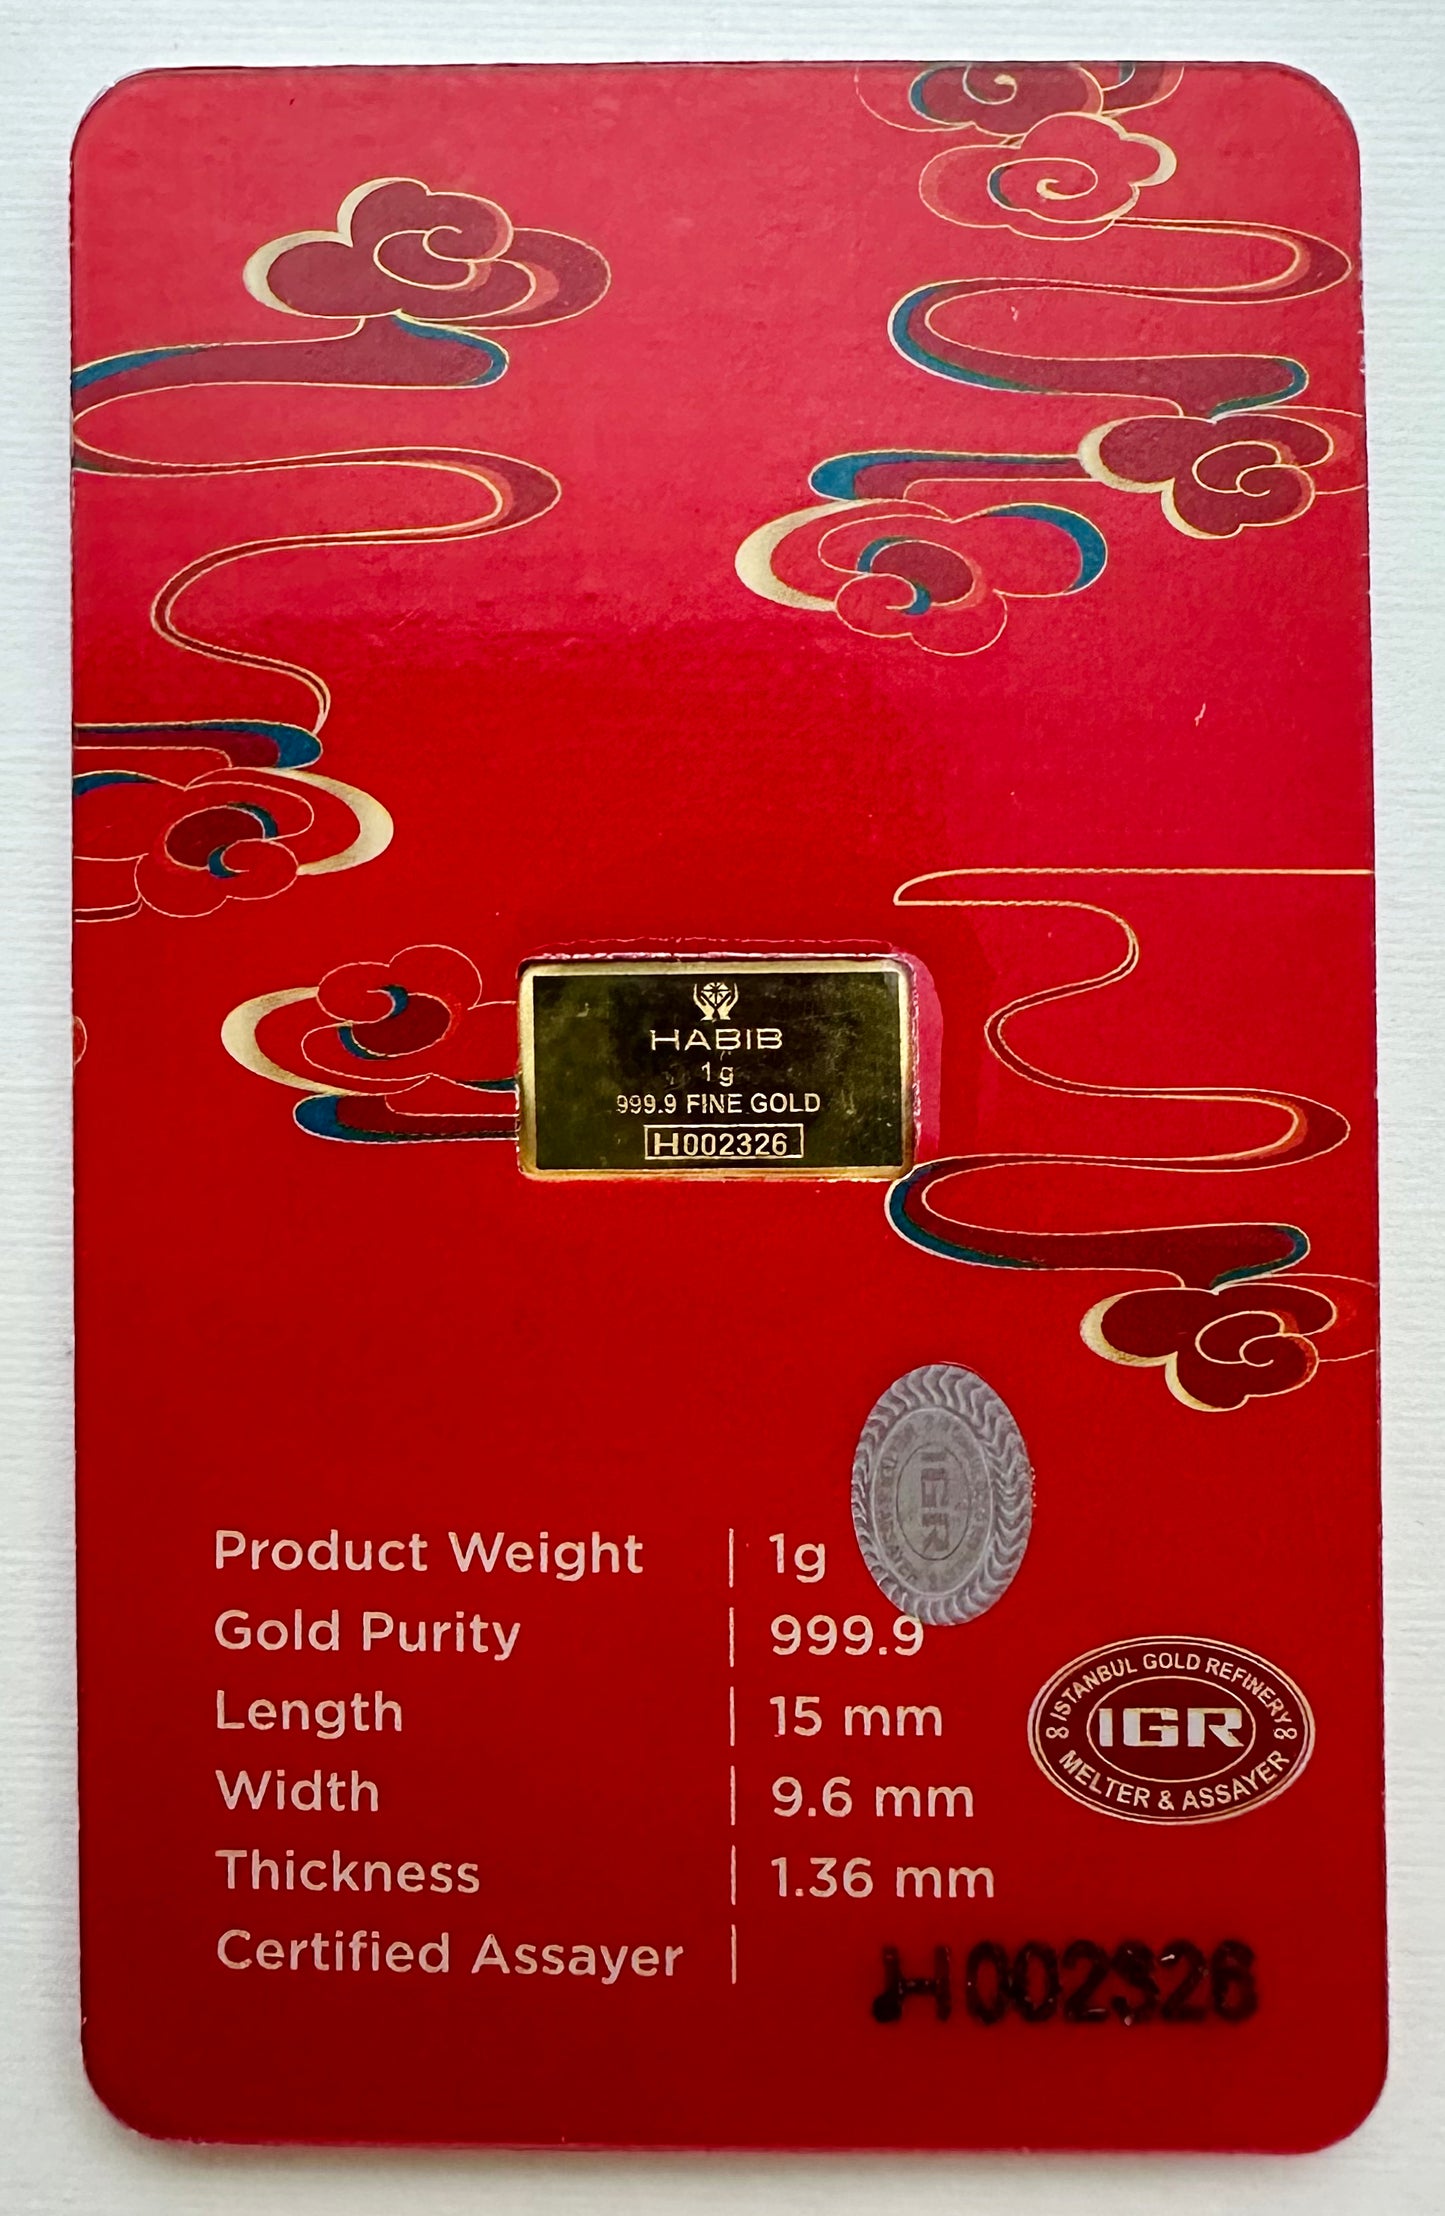 HABIB
1g
999.9 FINE GOLD
H002326
IGR
Product Weight | 1g
Gold Purity | 999.9
Length | 15 mm
Width | 9.6 mm
Thickness | 1.36 mm
Certified Assayer |
ISTANBUL GOLD REFINERY
IGR
MELTER & ASSAYER
H002326